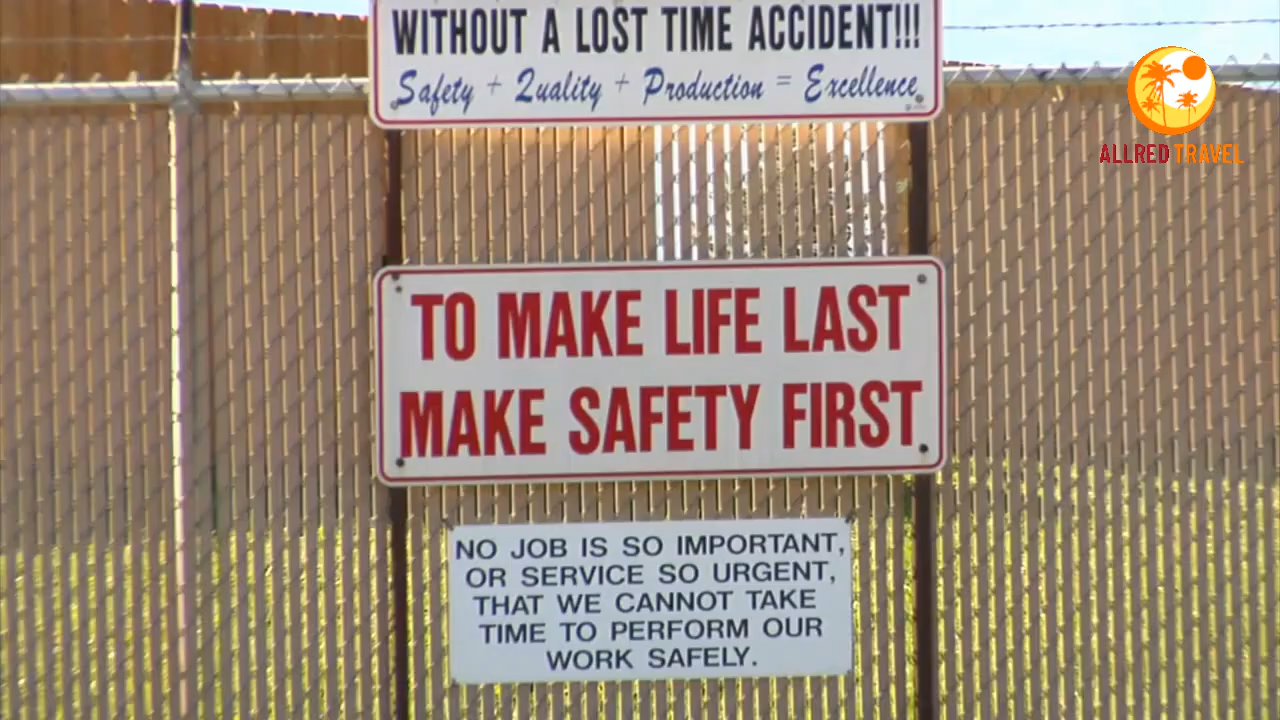 WITHOUT A LOST TIME ACCIDENT!!!
Safety + Quality + Production = Excellence
ALLRED TRAVEL
TO MAKE LIFE LAST
MAKE SAFETY FIRST
NO JOB IS SO IMPORTANT,
OR SERVICE SO URGENT,
THAT WE CANNOT TAKE
TIME TO PERFORM OUR
WORK SAFELY.